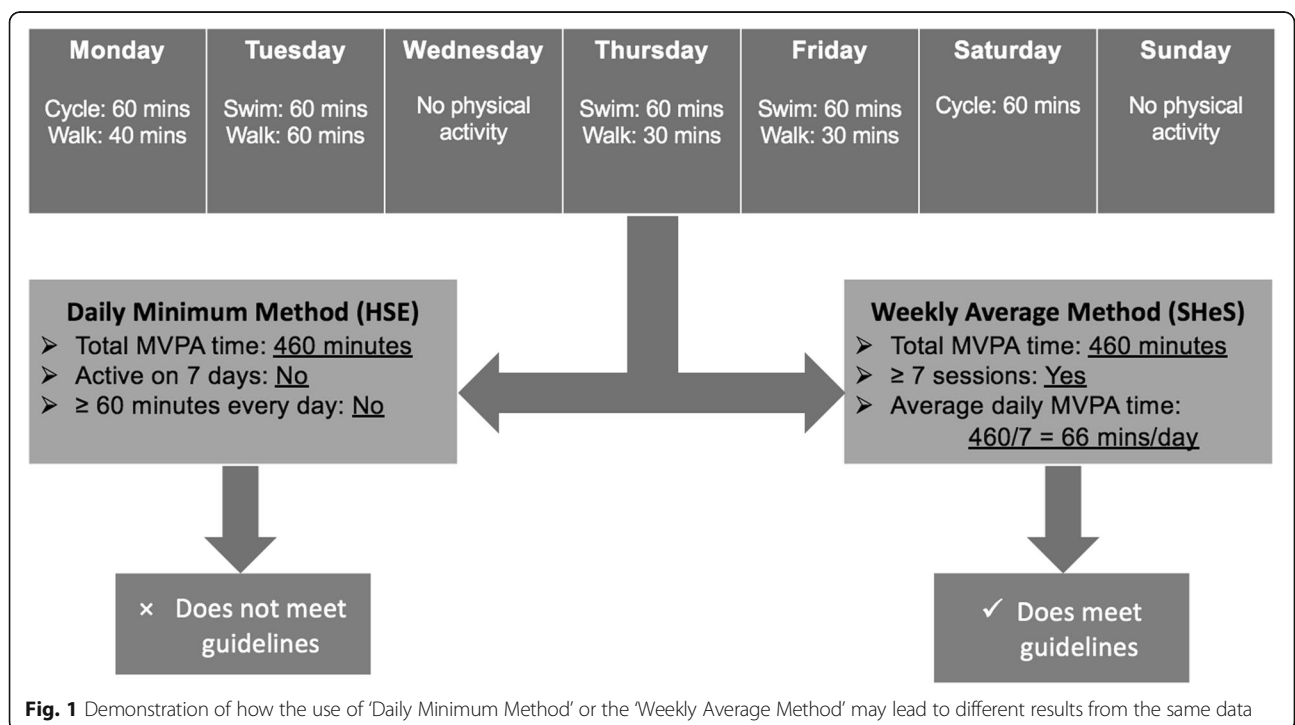 Monday
Cycle: 60 mins
Walk: 40 mins
Tuesday
Swim: 60 mins
Walk: 60 mins
Wednesday
No physical
activity
Thursday
Swim: 60 mins
Walk: 30 mins
Friday
Swim: 60 mins
Walk: 30 mins
Saturday
Cycle: 60 mins
Sunday
No physical
activity
Daily Minimum Method (HSE)
➢ Total MVPA time: 460 minutes
➢ Active on 7 days: No
➢ ≥ 60 minutes every day: No
Weekly Average Method (SHeS)
➢ Total MVPA time: 460 minutes
➢ ≥ 7 sessions: Yes
➢ Average daily MVPA time:
460/7 = 66 mins/day
× Does not meet
guidelines
✓ Does meet
guidelines
Fig. 1 Demonstration of how the use of ‘Daily Minimum Method’ or the ‘Weekly Average Method’ may lead to different results from the same data